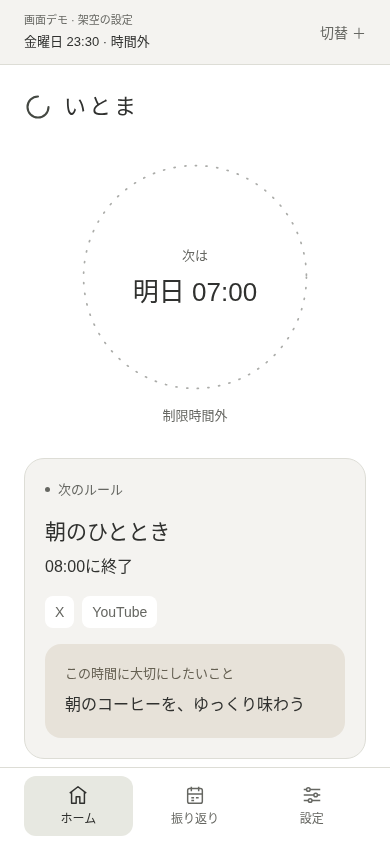 画面デモ · 架空の設定
金曜日 23:30 · 時間外
切替 ＋
いとま
次は
明日 07:00
制限時間外
次のルール
朝のひととき
08:00に終了
X
YouTube
この時間に大切にしたいこと
朝のコーヒーを、ゆっくり味わう
ホーム
振り返り
設定